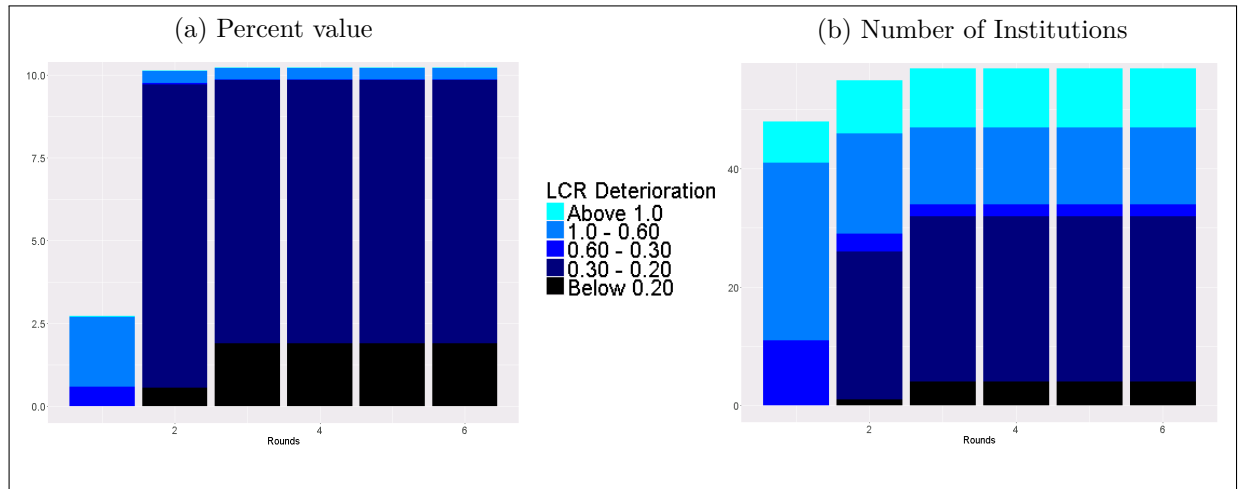 (a) Percent value
10.0
7.5
5.0
2.5
0.0
2
4
6
Rounds
LCR Deterioration
Above 1.0
1.0 - 0.60
0.60 - 0.30
0.30 - 0.20
Below 0.20
(b) Number of Institutions
40
20
0
2
4
6
Rounds